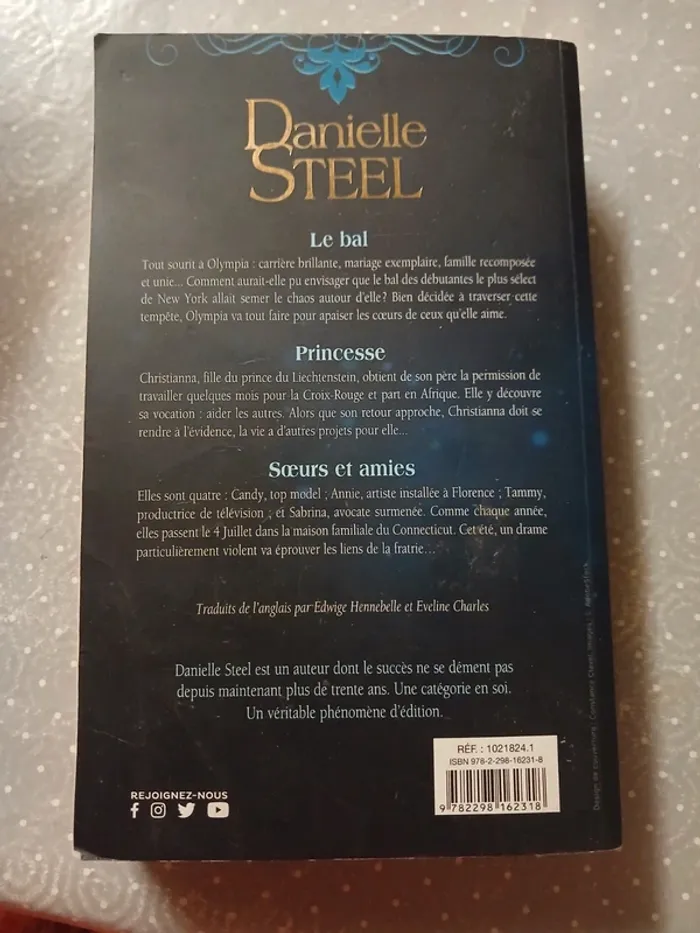 Danielle
STEEL
Le bal
Tout sourit à Olympia : carrière brillante, mariage exemplaire, famille recomposée
et unie... Comment aurait-elle pu envisager que le bal des débutantes le plus sélect
de New York allait semer le chaos autour d'elle ? Bien décidée à traverser cette
tempête, Olympia va tout faire pour apaiser les cœurs de ceux qu'elle aime.
Princesse
Christianna, fille du prince du Liechtenstein, obtient de son père la permission de
travailler quelques mois pour la Croix-Rouge et part en Afrique. Elle y découvre
sa vocation : aider les autres. Alors que son retour approche, Christianna doit se
rendre à l'évidence, la vie a d'autres projets pour elle...
Sœurs et amies
Elles sont quatre : Candy, top model ; Annie, artiste installée à Florence ; Tammy,
productrice de télévision ; et Sabrina, avocate surmenée. Comme chaque année,
elles passent le 4 Juillet dans la maison familiale du Connecticut. Cet été, un drame
particulièrement violent va éprouver les liens de la fratrie...
Traduits de l'anglais par Edwige Hennebelle et Eveline Charles
Danielle Steel est un auteur dont le succès ne se dément pas
depuis maintenant plus de trente ans. Une catégorie en soi.
Un véritable phénomène d'édition.
RÉF. : 1021824.1
ISBN 978-2-298-16231-8
9 782298 162318
REJOIGNEZ-NOUS
Design de couverture : Constance Clavel, Images :